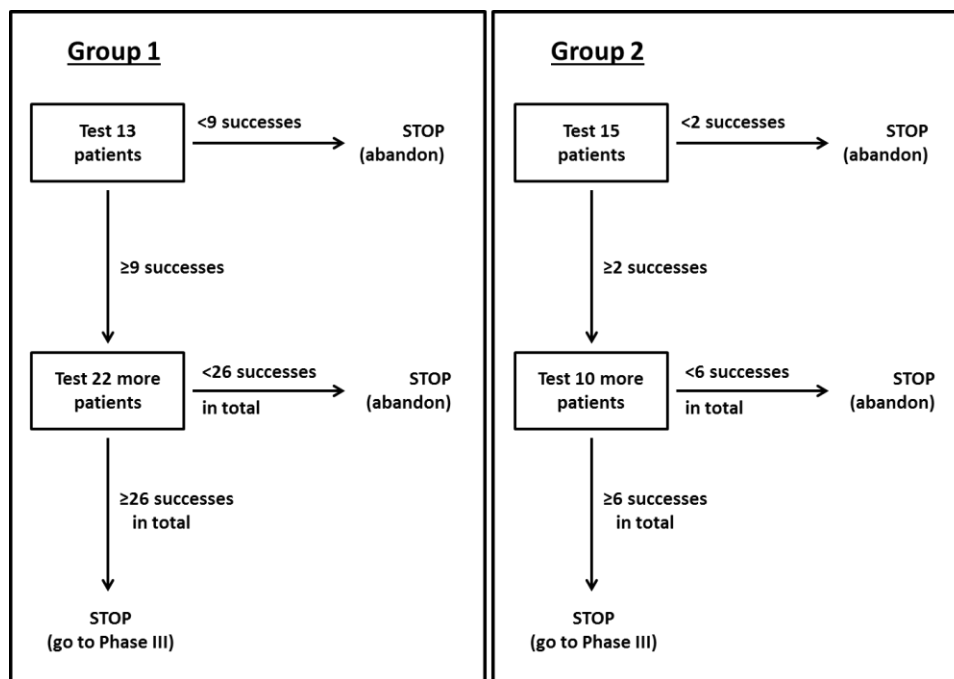 Group 1
Test 13
patients
<9 successes
STOP
(abandon)
≥9 successes
Test 22 more
patients
<26 successes
in total
STOP
(abandon)
≥26 successes
in total
STOP
(go to Phase III)
Group 2
Test 15
patients
<2 successes
STOP
(abandon)
≥2 successes
Test 10 more
patients
<6 successes
in total
STOP
(abandon)
≥6 successes
in total
STOP
(go to Phase III)